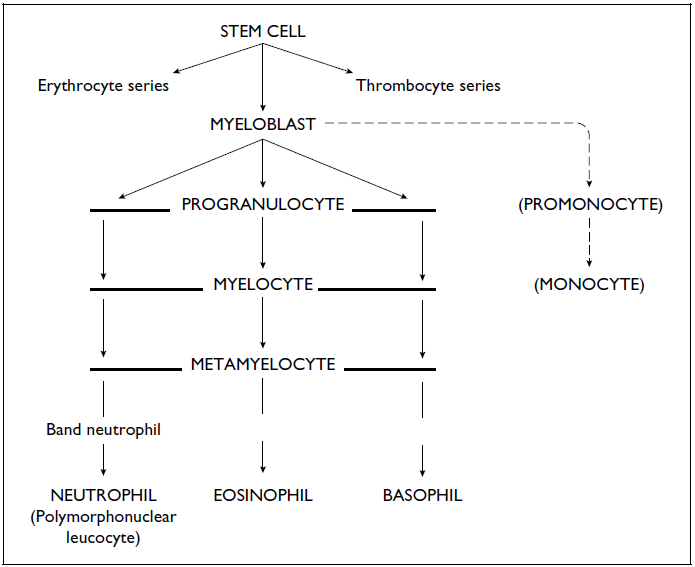 STEM CELL
Erythrocyte series
Thrombocyte series
MYELOBLAST
PROGRANULOCYTE
(PROMONOCYTE)
MYELOCYTE
(MONOCYTE)
METAMYELOCYTE
Band neutrophil
NEUTROPHIL
(Polymorphonuclear
leucocyte)
EOSINOPHIL
BASOPHIL